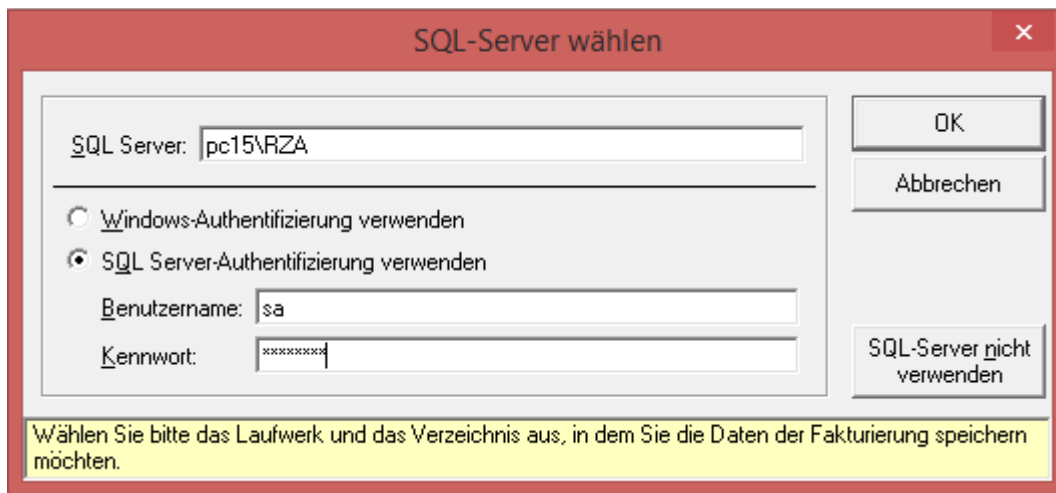 SQL-Server wählen
SQL Server: pc15\RZA
OK
Abbrechen
Windows-Authentifizierung verwenden
SQL Server-Authentifizierung verwenden
Benutzername: sa
Kennwort: ********
SQL-Server nicht
verwenden
Wählen Sie bitte das Laufwerk und das Verzeichnis aus, in dem Sie die Daten der Fakturierung speichern
möchten.